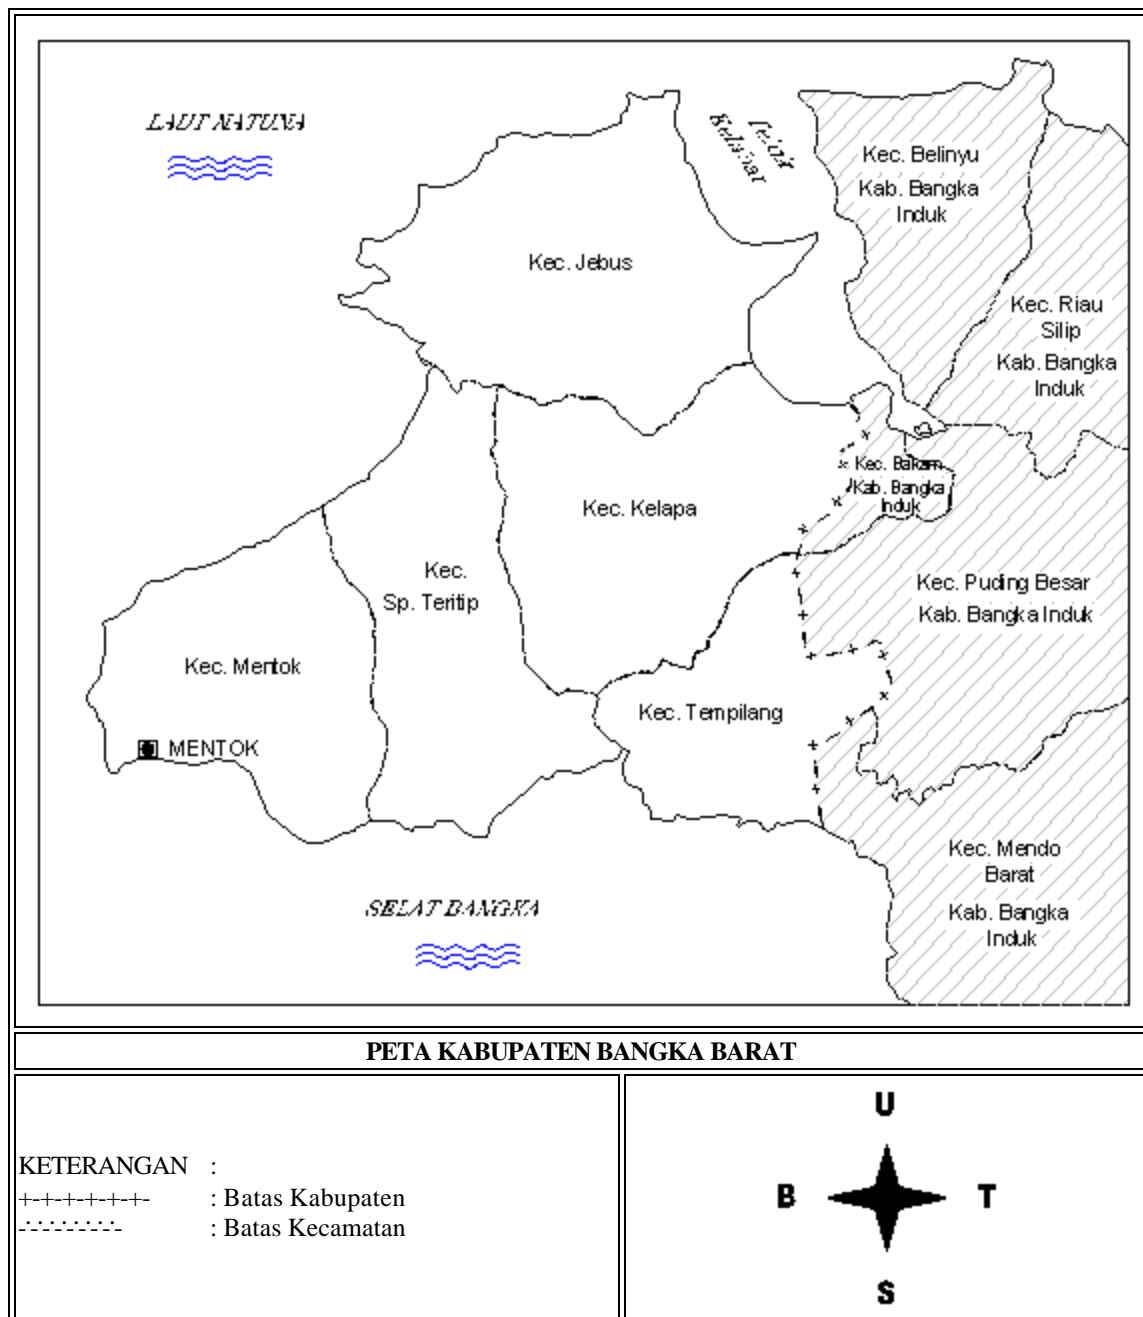 LAUT NATUNA
Teluk
Kelabat
Kec. Belinyu
Kab. Bangka
Induk
Kec. Jebus
Kec. Riau
Silip
Kab. Bangka
Induk
Kec. Bakam
Kab. Bangka
Induk
Kec. Kelapa
Kec.
Sp. Teritip
Kec. Puding Besar
Kab. Bangka Induk
Kec. Mentok
Kec. Tempilang
MENTOK
Kec. Mendo
Barat
Kab. Bangka
Induk
SELAT BANGKA
PETA KABUPATEN BANGKA BARAT
KETERANGAN :
+-+-+-+-+-+- : Batas Kabupaten
: Batas Kecamatan
U
B T
S